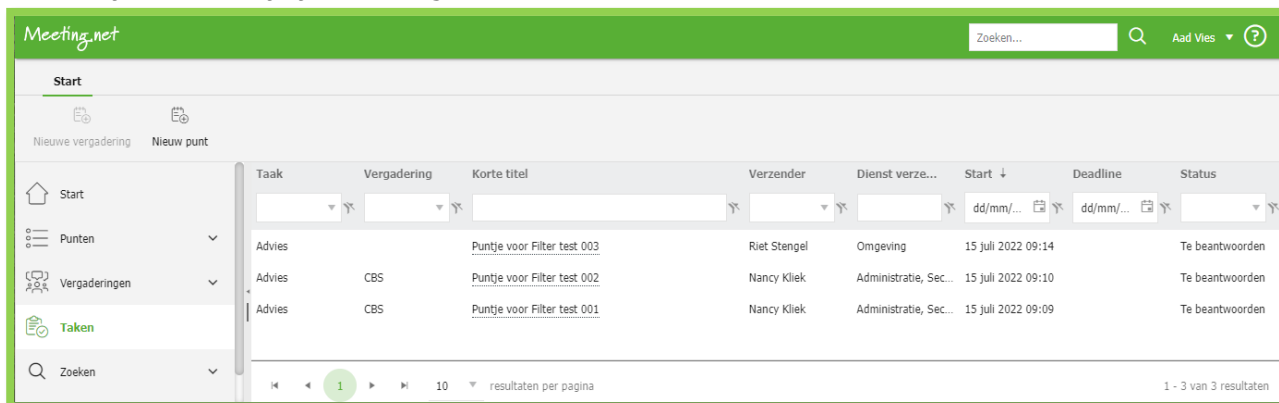 Meeting.net
Zoeken...
Aad Vies
?
Start
Nieuwe vergadering
Nieuw punt
Start
Punten
Vergaderingen
Taken
Zoeken
Taak Vergadering Korte titel Verzender Dienst verze... Start ↓ Deadline Status
dd/mm/... dd/mm/...
Advies Puntje voor Filter test 003 Riet Stengel Omgeving 15 juli 2022 09:14 Te beantwoorden
Advies CBS Puntje voor Filter test 002 Nancy Kliek Administratie, Sec... 15 juli 2022 09:10 Te beantwoorden
Advies CBS Puntje voor Filter test 001 Nancy Kliek Administratie, Sec... 15 juli 2022 09:09 Te beantwoorden
1 10 resultaten per pagina 1 - 3 van 3 resultaten